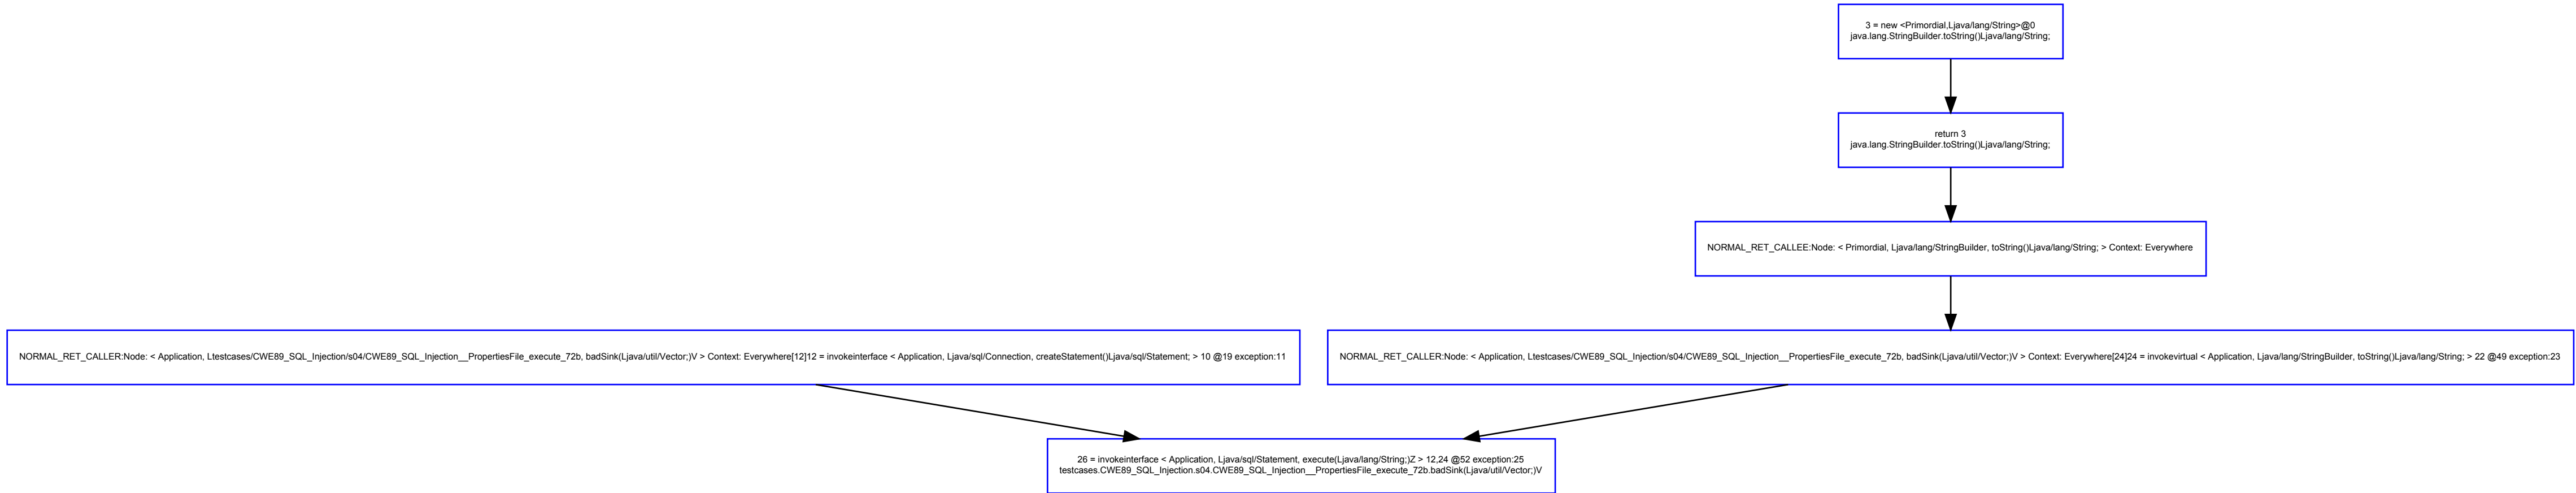 3 = new <Primordial,Ljava/lang/String>@0
java.lang.StringBuilder.toString()Ljava/lang/String;
return 3
java.lang.StringBuilder.toString()Ljava/lang/String;
NORMAL_RET_CALLEE:Node: < Primordial, Ljava/lang/StringBuilder, toString()Ljava/lang/String; > Context: Everywhere
NORMAL_RET_CALLER:Node: < Application, Ltestcases/CWE89_SQL_Injection/s04/CWE89_SQL_Injection__PropertiesFile_execute_72b, badSink(Ljava/util/Vector;)V > Context: Everywhere[12]12 = invokeinterface < Application, Ljava/sql/Connection, createStatement()Ljava/sql/Statement; > 10 @19 exception:11
NORMAL_RET_CALLER:Node: < Application, Ltestcases/CWE89_SQL_Injection/s04/CWE89_SQL_Injection__PropertiesFile_execute_72b, badSink(Ljava/util/Vector;)V > Context: Everywhere[24]24 = invokevirtual < Application, Ljava/lang/StringBuilder, toString()Ljava/lang/String; > 22 @49 exception:23
26 = invokeinterface < Application, Ljava/sql/Statement, execute(Ljava/lang/String;)Z > 12,24 @52 exception:25
testcases.CWE89_SQL_Injection.s04.CWE89_SQL_Injection__PropertiesFile_execute_72b.badSink(Ljava/util/Vector;)V